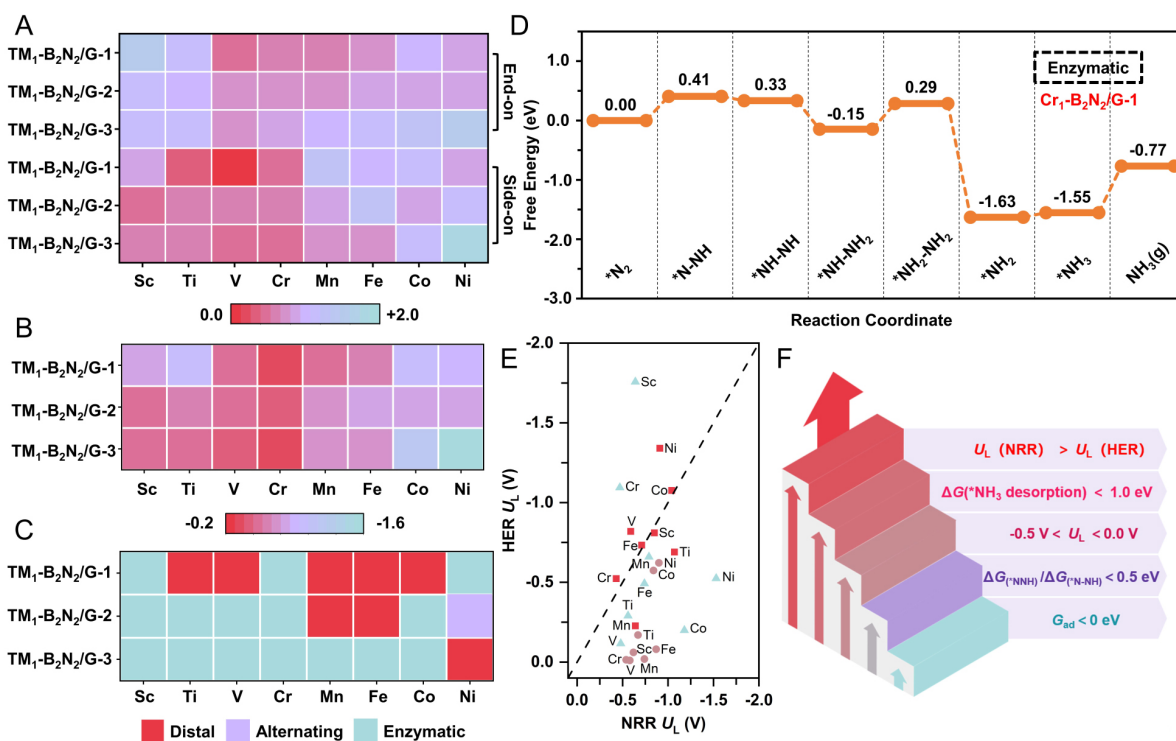 A
TM₁-B₂N₂/G-1
TM₁-B₂N₂/G-2
TM₁-B₂N₂/G-3
TM₁-B₂N₂/G-1
TM₁-B₂N₂/G-2
TM₁-B₂N₂/G-3
End-on
Side-on
Sc Ti V Cr Mn Fe Co Ni
0.0 +2.0
B
TM₁-B₂N₂/G-1
TM₁-B₂N₂/G-2
TM₁-B₂N₂/G-3
Sc Ti V Cr Mn Fe Co Ni
-0.2 -1.6
C
TM₁-B₂N₂/G-1
TM₁-B₂N₂/G-2
TM₁-B₂N₂/G-3
Sc Ti V Cr Mn Fe Co Ni
Distal Alternating Enzymatic
D
Free Energy (eV)
1.0
0.0
-1.0
-2.0
-3.0
Enzymatic
Cr₁-B₂N₂/G-1
0.00 0.41 0.33 -0.15 0.29 -1.63 -1.55 -0.77
*N₂ *N-NH *NH-NH *NH-NH₂ *NH₂-NH₂ *NH₂ *NH₃ NH₃(g)
Reaction Coordinate
E
HER U_L (V)
-2.0
-1.5
-1.0
-0.5
0.0
Sc
Ni
Cr
Co
V
Sc
Fe
Ti
Mn
Ni
Co
Cr
Fe
Ni
Ti
Mn
Co
V
Ti
Sc
Fe
Cr
V
Mn
0.0 -0.5 -1.0 -1.5 -2.0
NRR U_L (V)
F
U_L (NRR) > U_L (HER)
ΔG(*NH₃ desorption) < 1.0 eV
-0.5 V < U_L < 0.0 V
ΔG(*NNH)/ΔG(*N-NH) < 0.5 eV
G_ad < 0 eV